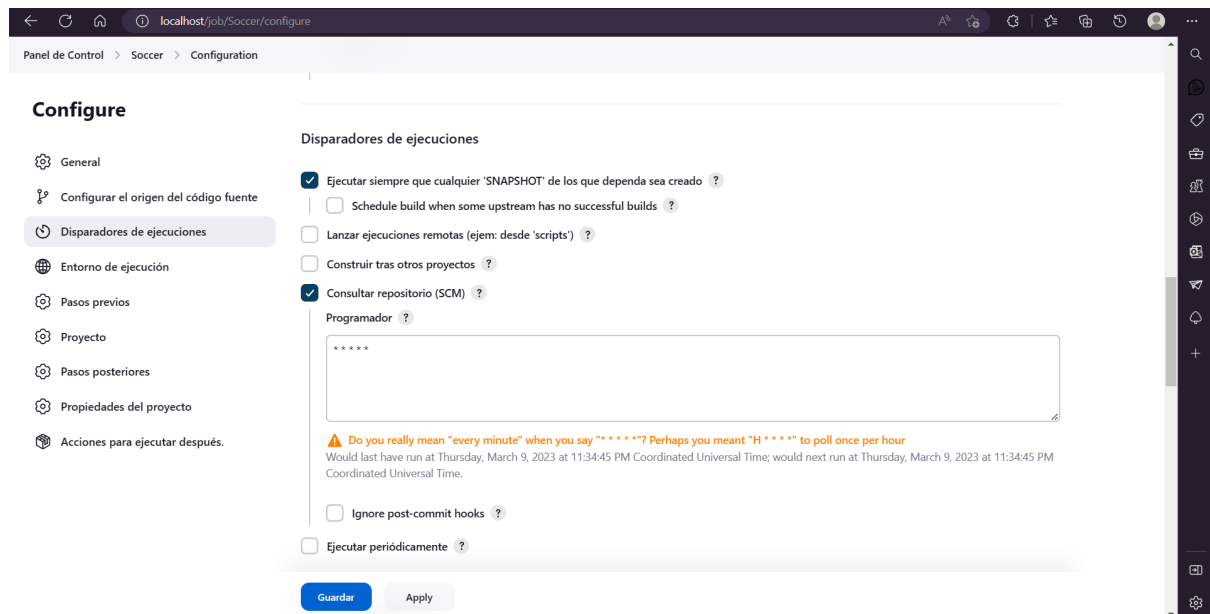 localhost/job/Soccer/configure
Panel de Control > Soccer > Configuration
Configure
General
Configurar el origen del código fuente
Disparadores de ejecuciones
Entorno de ejecución
Pasos previos
Proyecto
Pasos posteriores
Propiedades del proyecto
Acciones para ejecutar después.
Disparadores de ejecuciones
Ejecutar siempre que cualquier 'SNAPSHOT' de los que dependa sea creado ?
Schedule build when some upstream has no successful builds ?
Lanzar ejecuciones remotas (ejem: desde 'scripts') ?
Construir tras otros proyectos ?
Consultar repositorio (SCM) ?
Programador ?
* * * * *
Do you really mean "every minute" when you say "* * * * *"? Perhaps you meant "H * * * *" to poll once per hour
Would last have run at Thursday, March 9, 2023 at 11:34:45 PM Coordinated Universal Time; would next run at Thursday, March 9, 2023 at 11:34:45 PM
Coordinated Universal Time.
Ignore post-commit hooks ?
Ejecutar periódicamente ?
Guardar
Apply